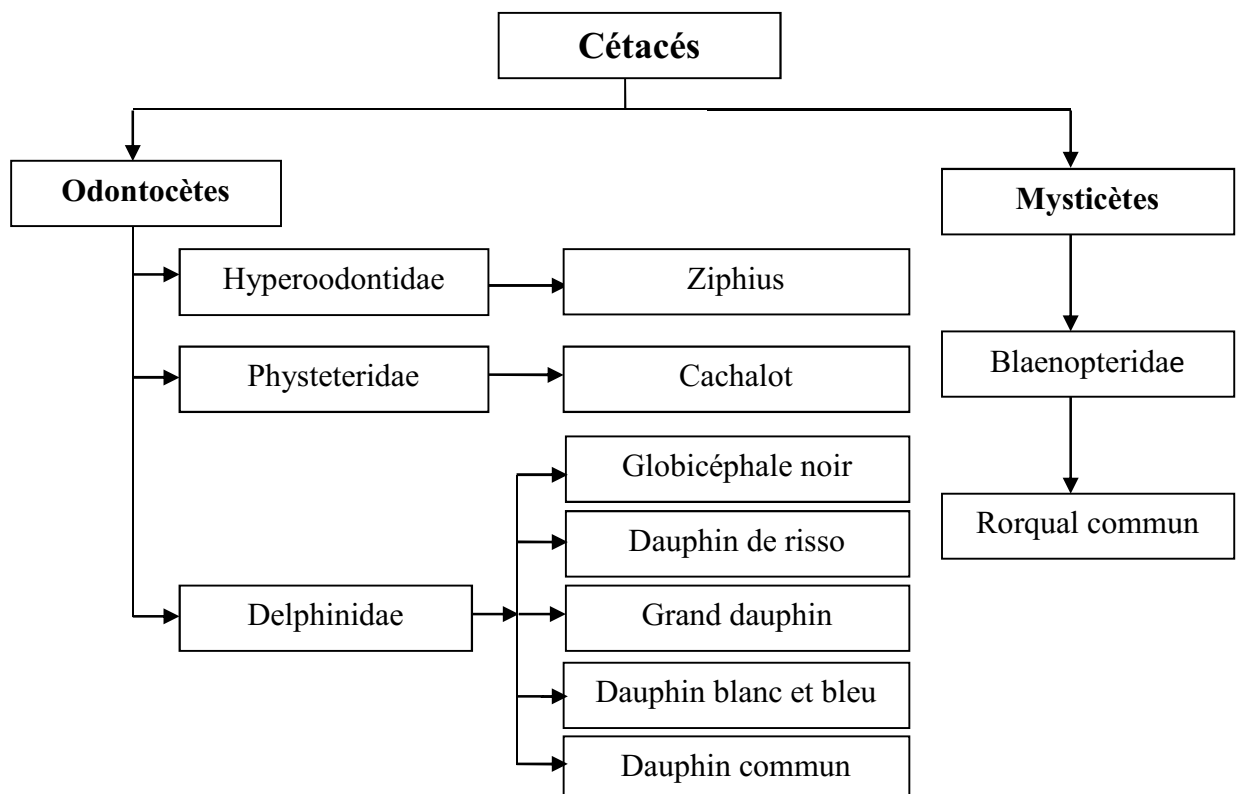 Cétacés
Odontocètes
Mysticètes
Hyperoodontidae
Ziphius
Physteteridae
Cachalot
Blaenopteridae
Globicéphale noir
Dauphin de risso
Rorqual commun
Delphinidae
Grand dauphin
Dauphin blanc et bleu
Dauphin commun